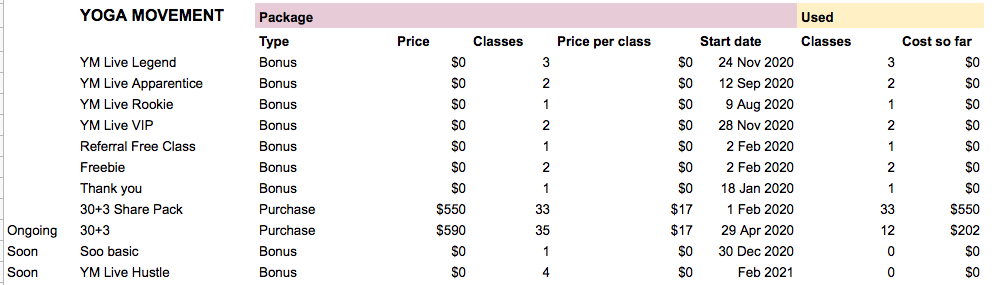 YOGA MOVEMENT Package Used
Type Price Classes Price per class Start date Classes Cost so far
YM Live Legend Bonus $0 3 $0 24 Nov 2020 3 $0
YM Live Apparentice Bonus $0 2 $0 12 Sep 2020 2 $0
YM Live Rookie Bonus $0 1 $0 9 Aug 2020 1 $0
YM Live VIP Bonus $0 2 $0 28 Nov 2020 2 $0
Referral Free Class Bonus $0 1 $0 2 Feb 2020 1 $0
Freebie Bonus $0 2 $0 2 Feb 2020 2 $0
Thank you Bonus $0 1 $0 18 Jan 2020 1 $0
30+3 Share Pack Purchase $550 33 $17 1 Feb 2020 33 $550
Ongoing 30+3 Purchase $590 35 $17 29 Apr 2020 12 $202
Soon Soo basic Bonus $0 1 $0 30 Dec 2020 0 $0
Soon YM Live Hustle Bonus $0 4 $0 Feb 2021 0 $0